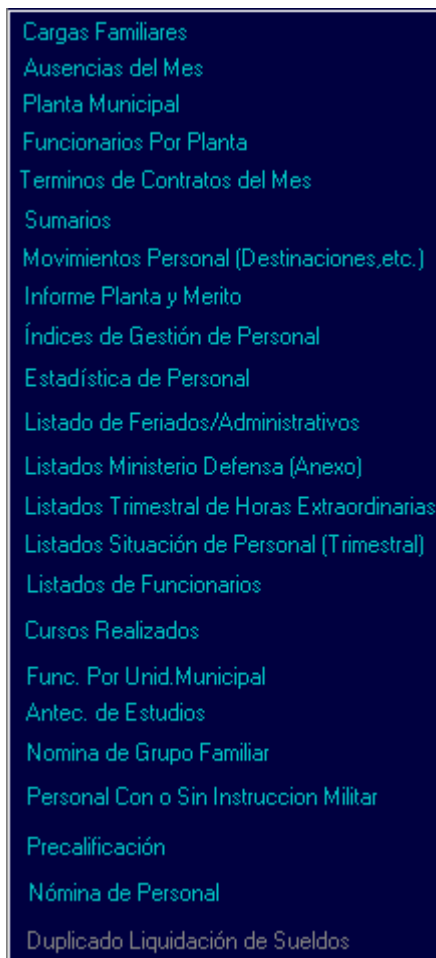 Cargas Familiares
Ausencias del Mes
Planta Municipal
Funcionarios Por Planta
Terminos de Contratos del Mes
Sumarios
Movimientos Personal (Destinaciones,etc.)
Informe Planta y Merito
Índices de Gestión de Personal
Estadística de Personal
Listado de Feriados/Administrativos
Listados Ministerio Defensa (Anexo)
Listados Trimestral de Horas Extraordinarias
Listados Situación de Personal (Trimestral)
Listados de Funcionarios
Cursos Realizados
Func. Por Unid.Municipal
Antec. de Estudios
Nomina de Grupo Familiar
Personal Con o Sin Instruccion Militar
Precalificación
Nómina de Personal
Duplicado Liquidación de Sueldos